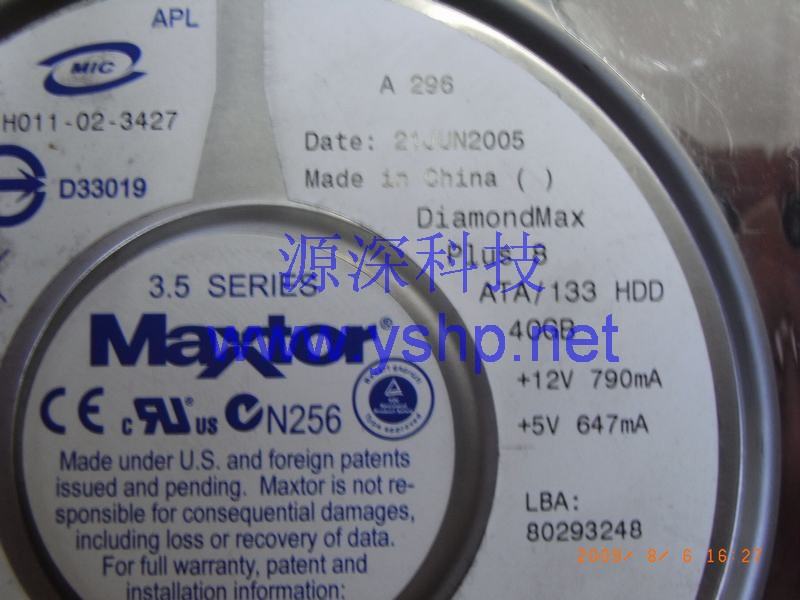 APL
MIC
H011-02-3427
D33019
A 296
Date: 21JUN2005
Made in China ( )
DiamondMax
Plus 8
ATA/133 HDD
40GB
+12V 790mA
+5V 647mA
LBA:
80293248
源深科技
www.yshp.net
3.5 SERIES
Maxtor®
CE c RU us N256
Made under U.S. and foreign patents
issued and pending. Maxtor is not re-
sponsible for consequential damages,
including loss or recovery of data.
For full warranty, patent and
installation information:
2009/ 8/ 6 16:27